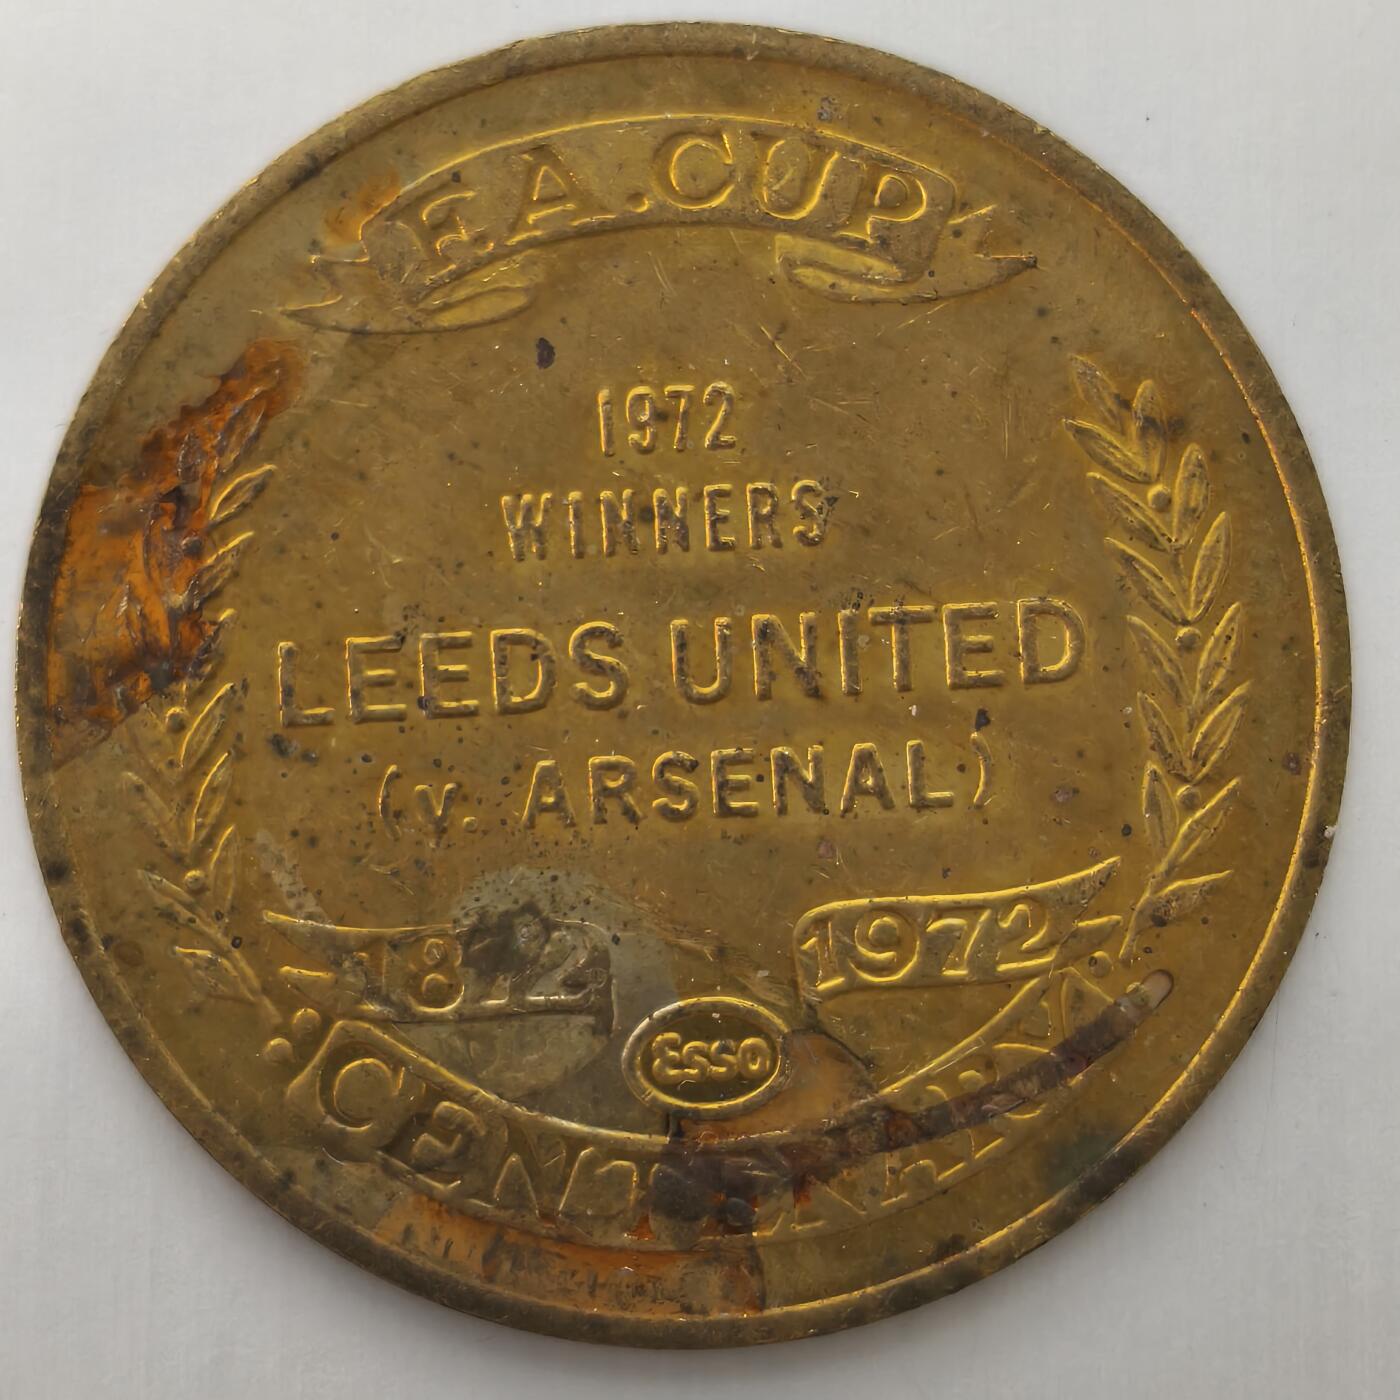 F.A.CUP
1972
WINNERS
LEEDS UNITED
(v. ARSENAL)
1872 1972
Esso
CENTENARY